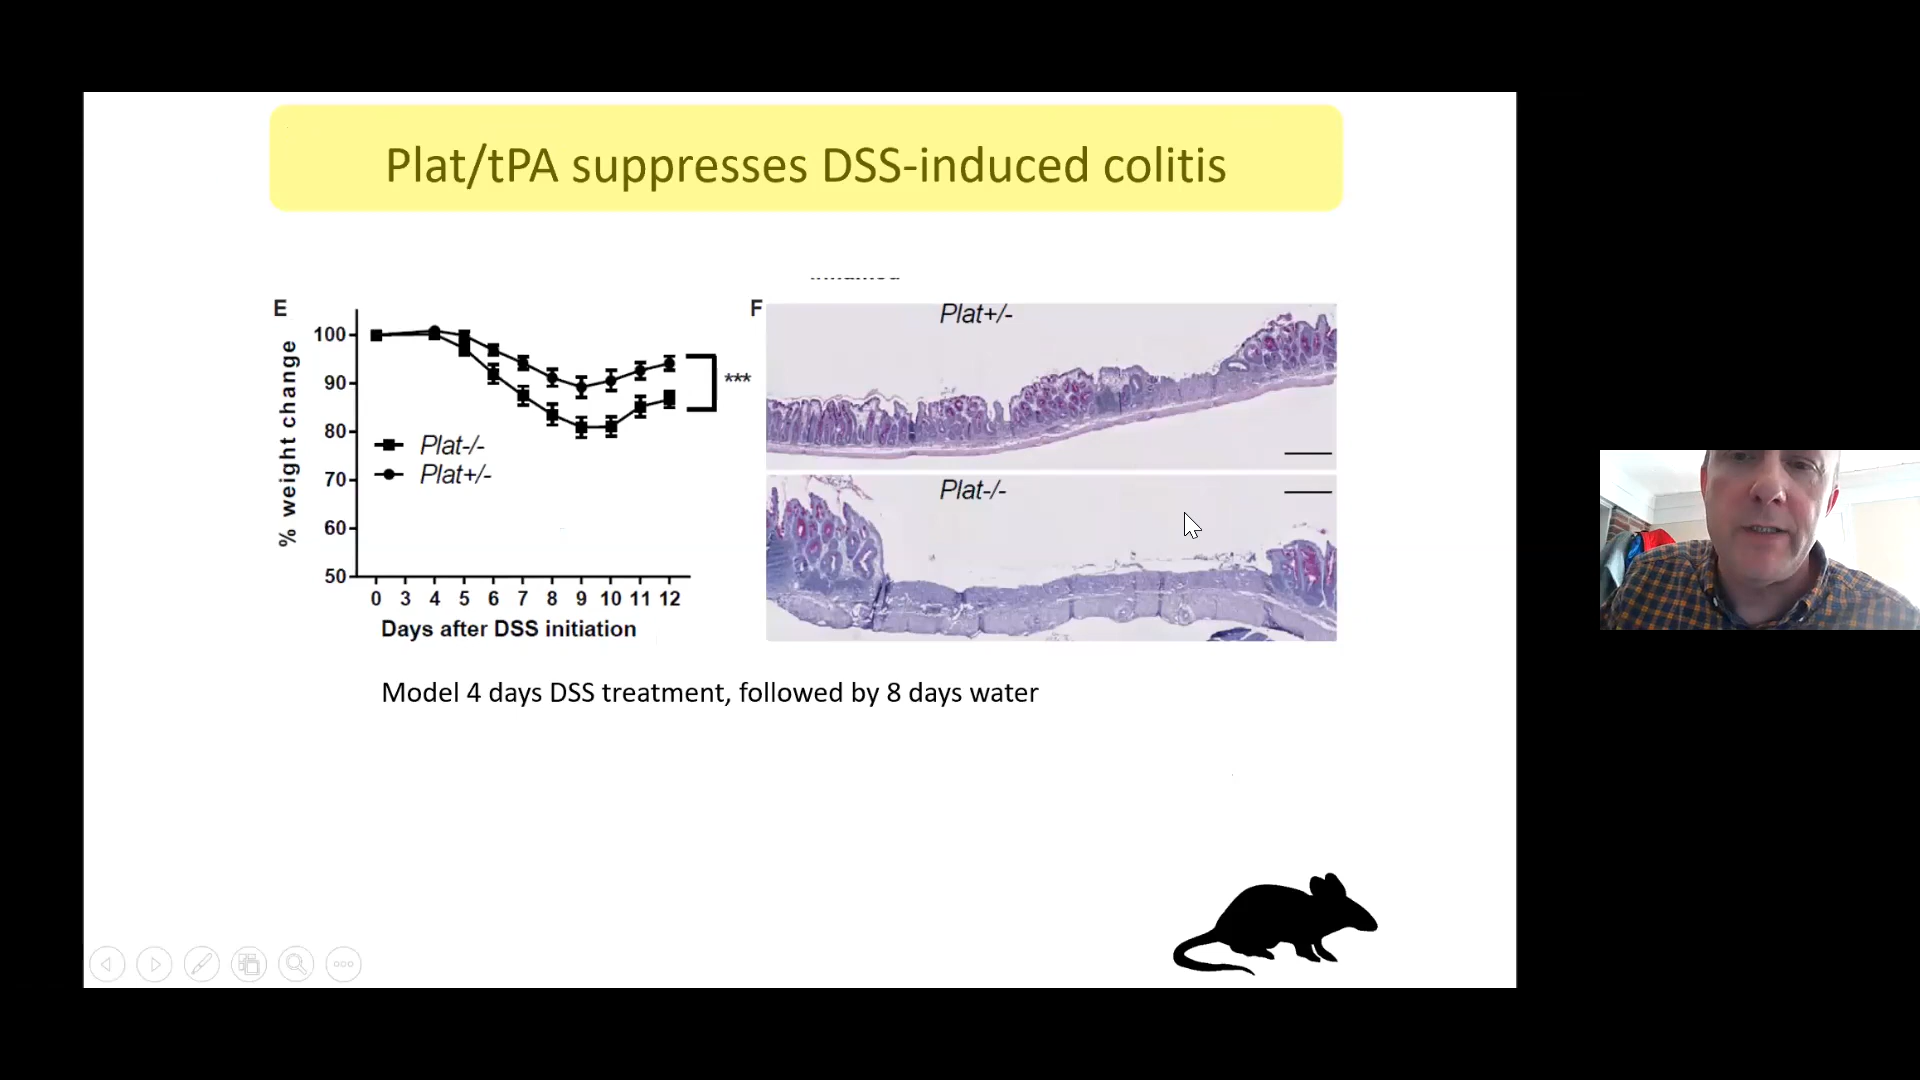 Plat/tPA suppresses DSS-induced colitis
E
% weight change
100
90
80
70
60
50
Plat-/-
Plat+/-
***
0 3 4 5 6 7 8 9 10 11 12
Days after DSS initiation
F
Plat+/-
Plat-/-
Model 4 days DSS treatment, followed by 8 days water